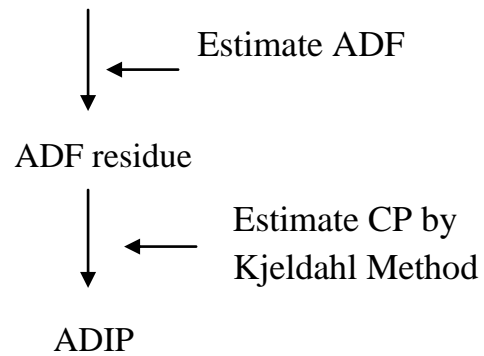 Estimate ADF
ADF residue
Estimate CP by
Kjeldahl Method
ADIP